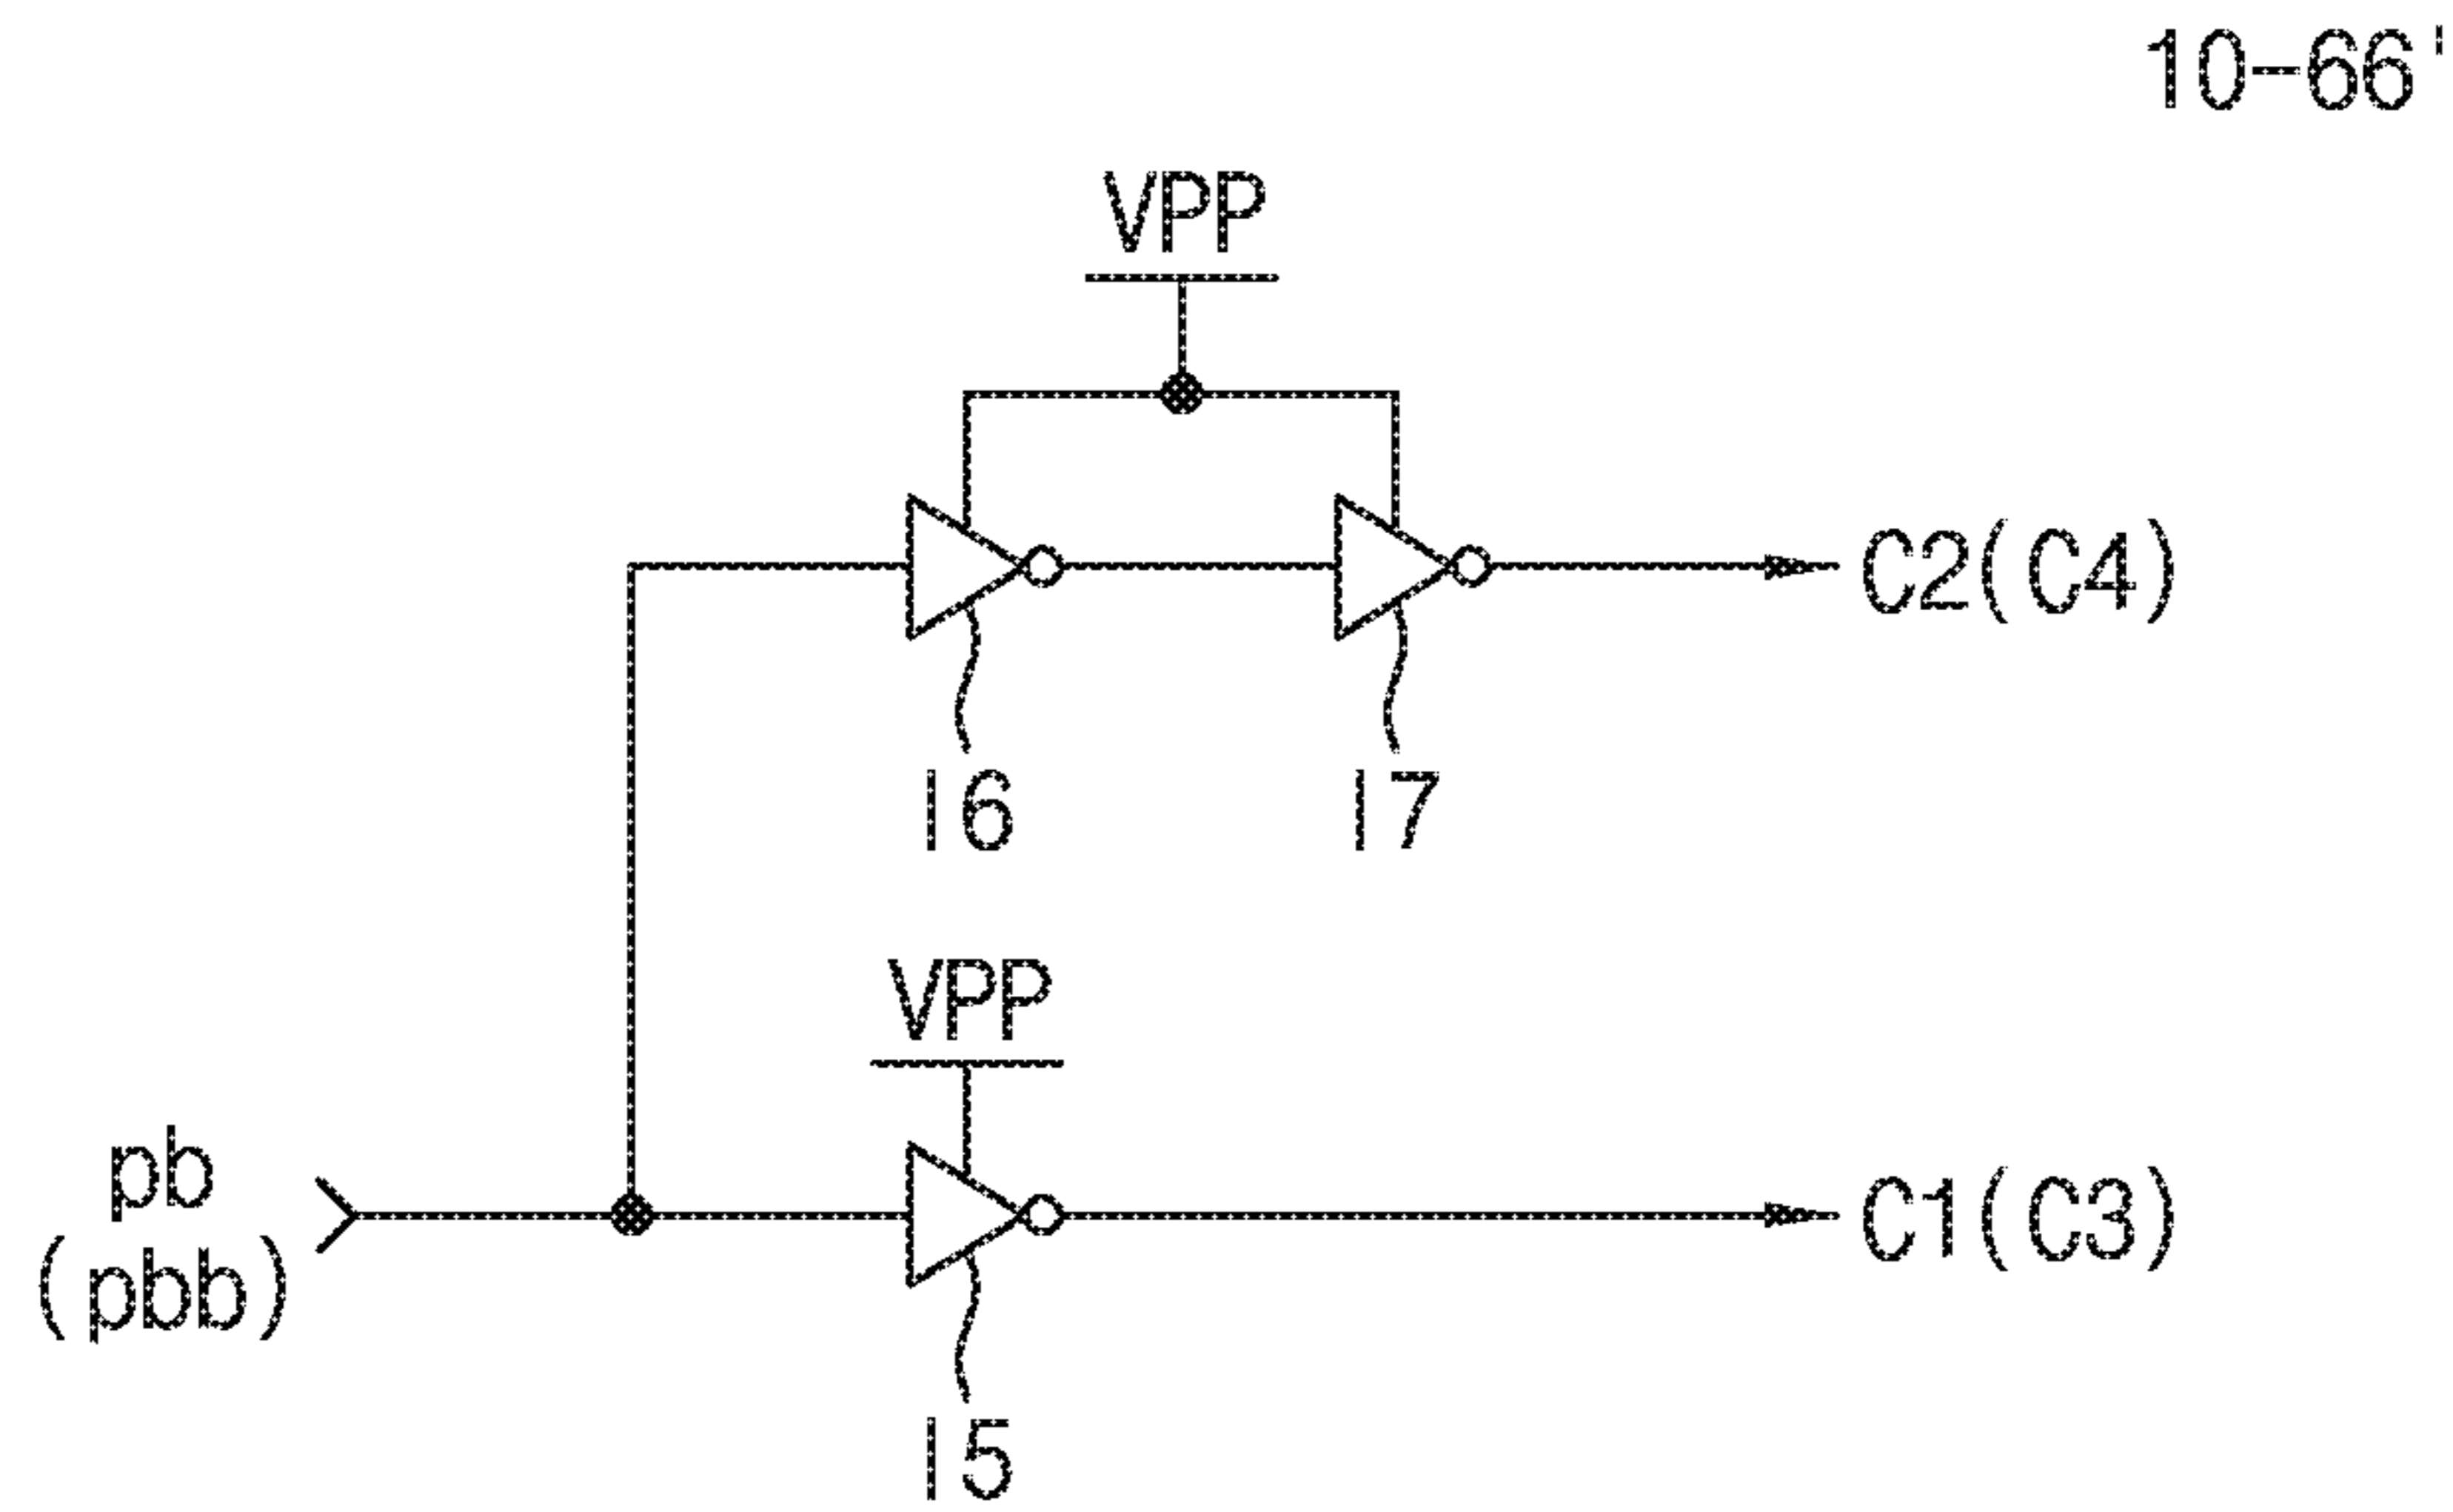 10-66'
VPP
C2(C4)
I6
I7
VPP
pb
(pbb)
C1(C3)
I5